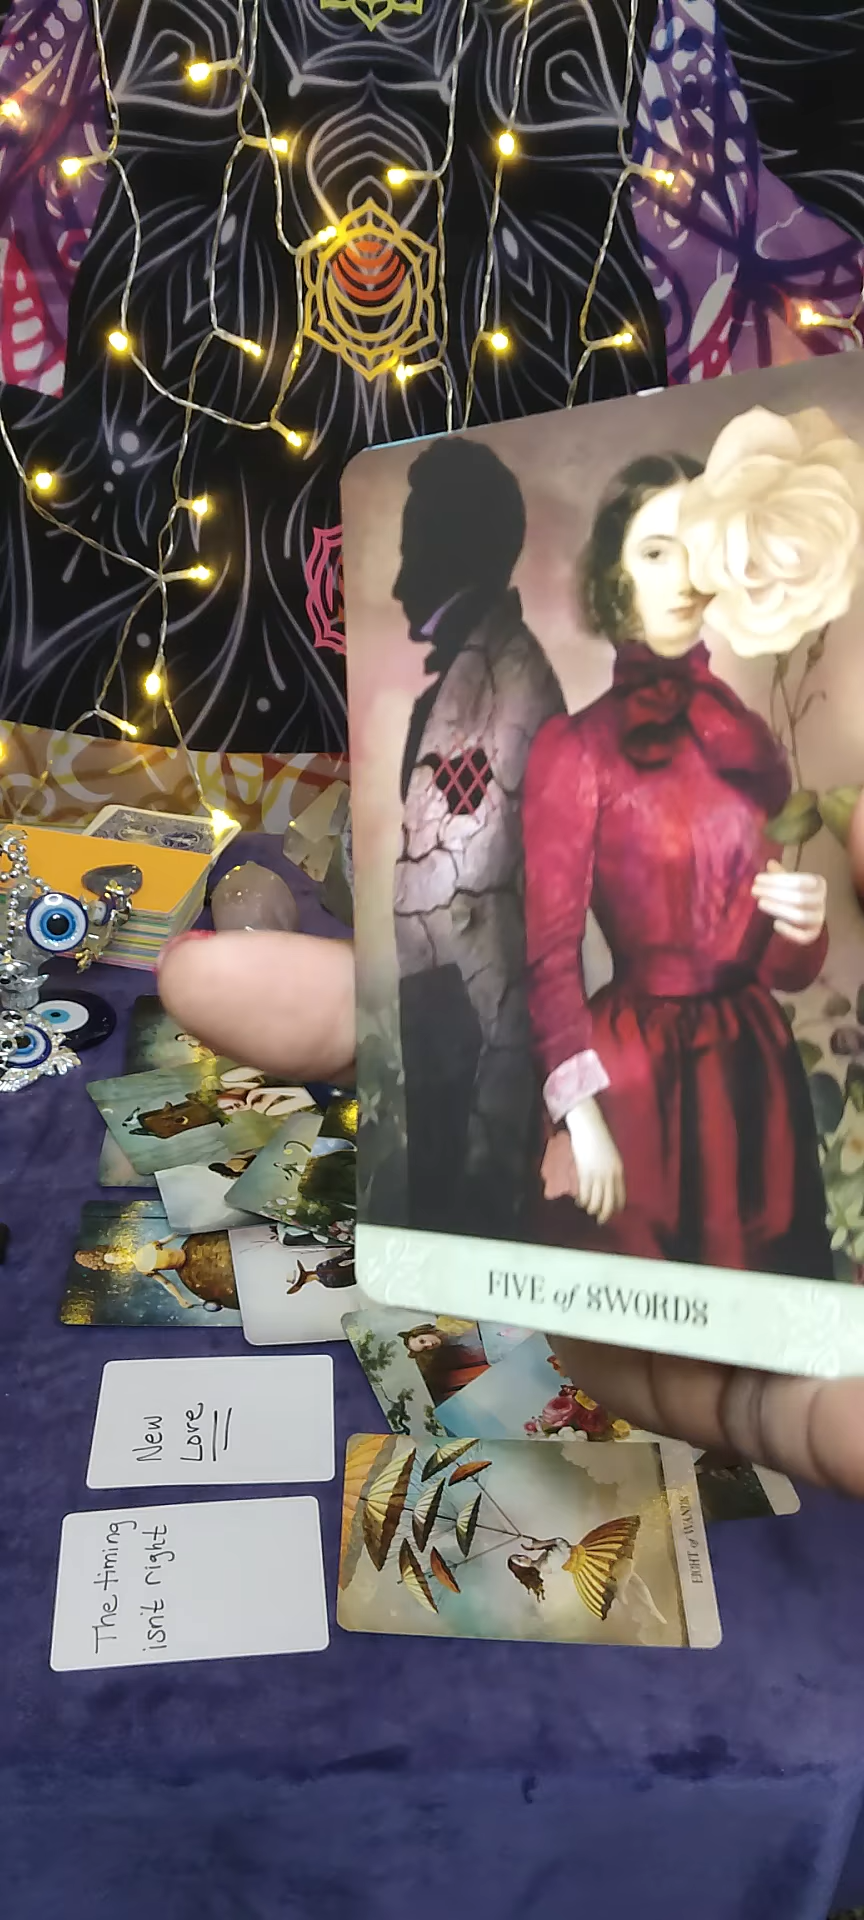 FIVE of SWORDS
New
Love
The timing
isn't right
EIGHT of WANDS